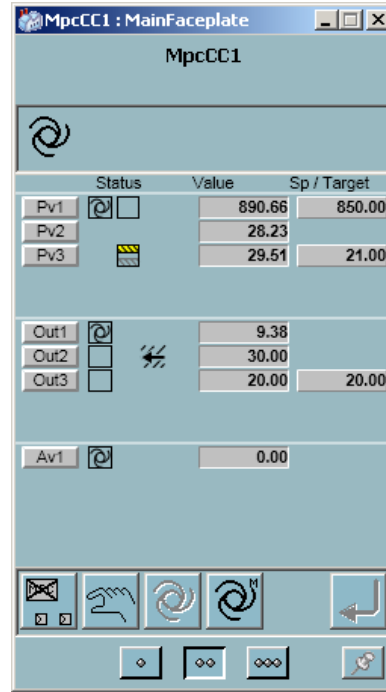 MpcCC1 : MainFaceplate
MpcCC1
Status Value Sp / Target
Pv1 890.66 850.00
Pv2 28.23
Pv3 29.51 21.00
Out1 9.38
Out2 30.00
Out3 20.00 20.00
Av1 0.00
MPC M